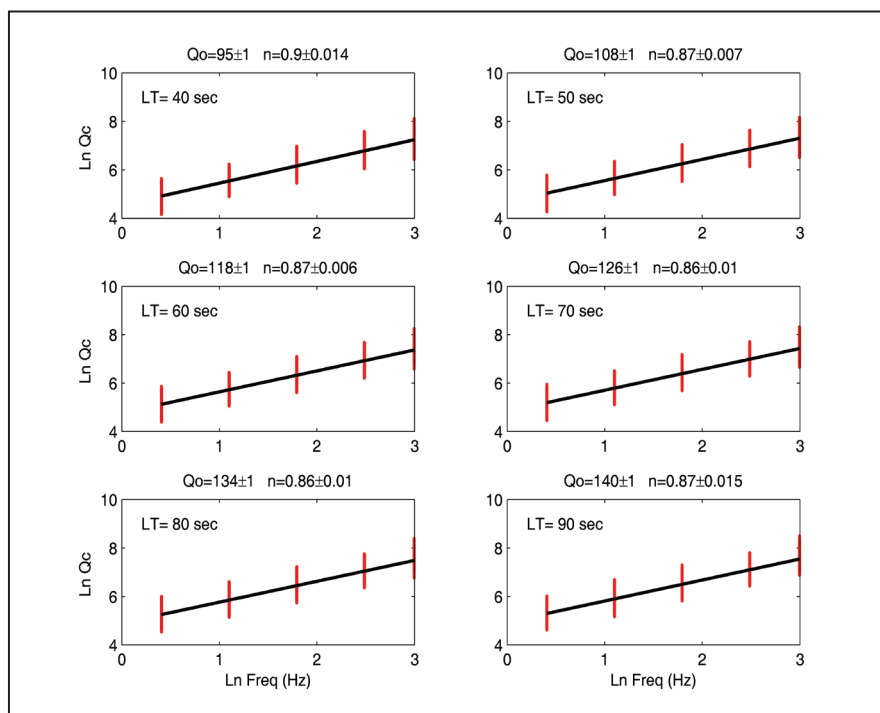 Qo=95±1 n=0.9±0.014
10
8
6
4
Ln Qc
LT= 40 sec
0 1 2 3
Qo=108±1 n=0.87±0.007
10
8
6
4
LT= 50 sec
0 1 2 3
Qo=118±1 n=0.87±0.006
10
8
6
4
Ln Qc
LT= 60 sec
0 1 2 3
Qo=126±1 n=0.86±0.01
10
8
6
4
LT= 70 sec
0 1 2 3
Qo=134±1 n=0.86±0.01
10
8
6
4
Ln Qc
LT= 80 sec
0 1 2 3
Ln Freq (Hz)
Qo=140±1 n=0.87±0.015
10
8
6
4
LT= 90 sec
0 1 2 3
Ln Freq (Hz)